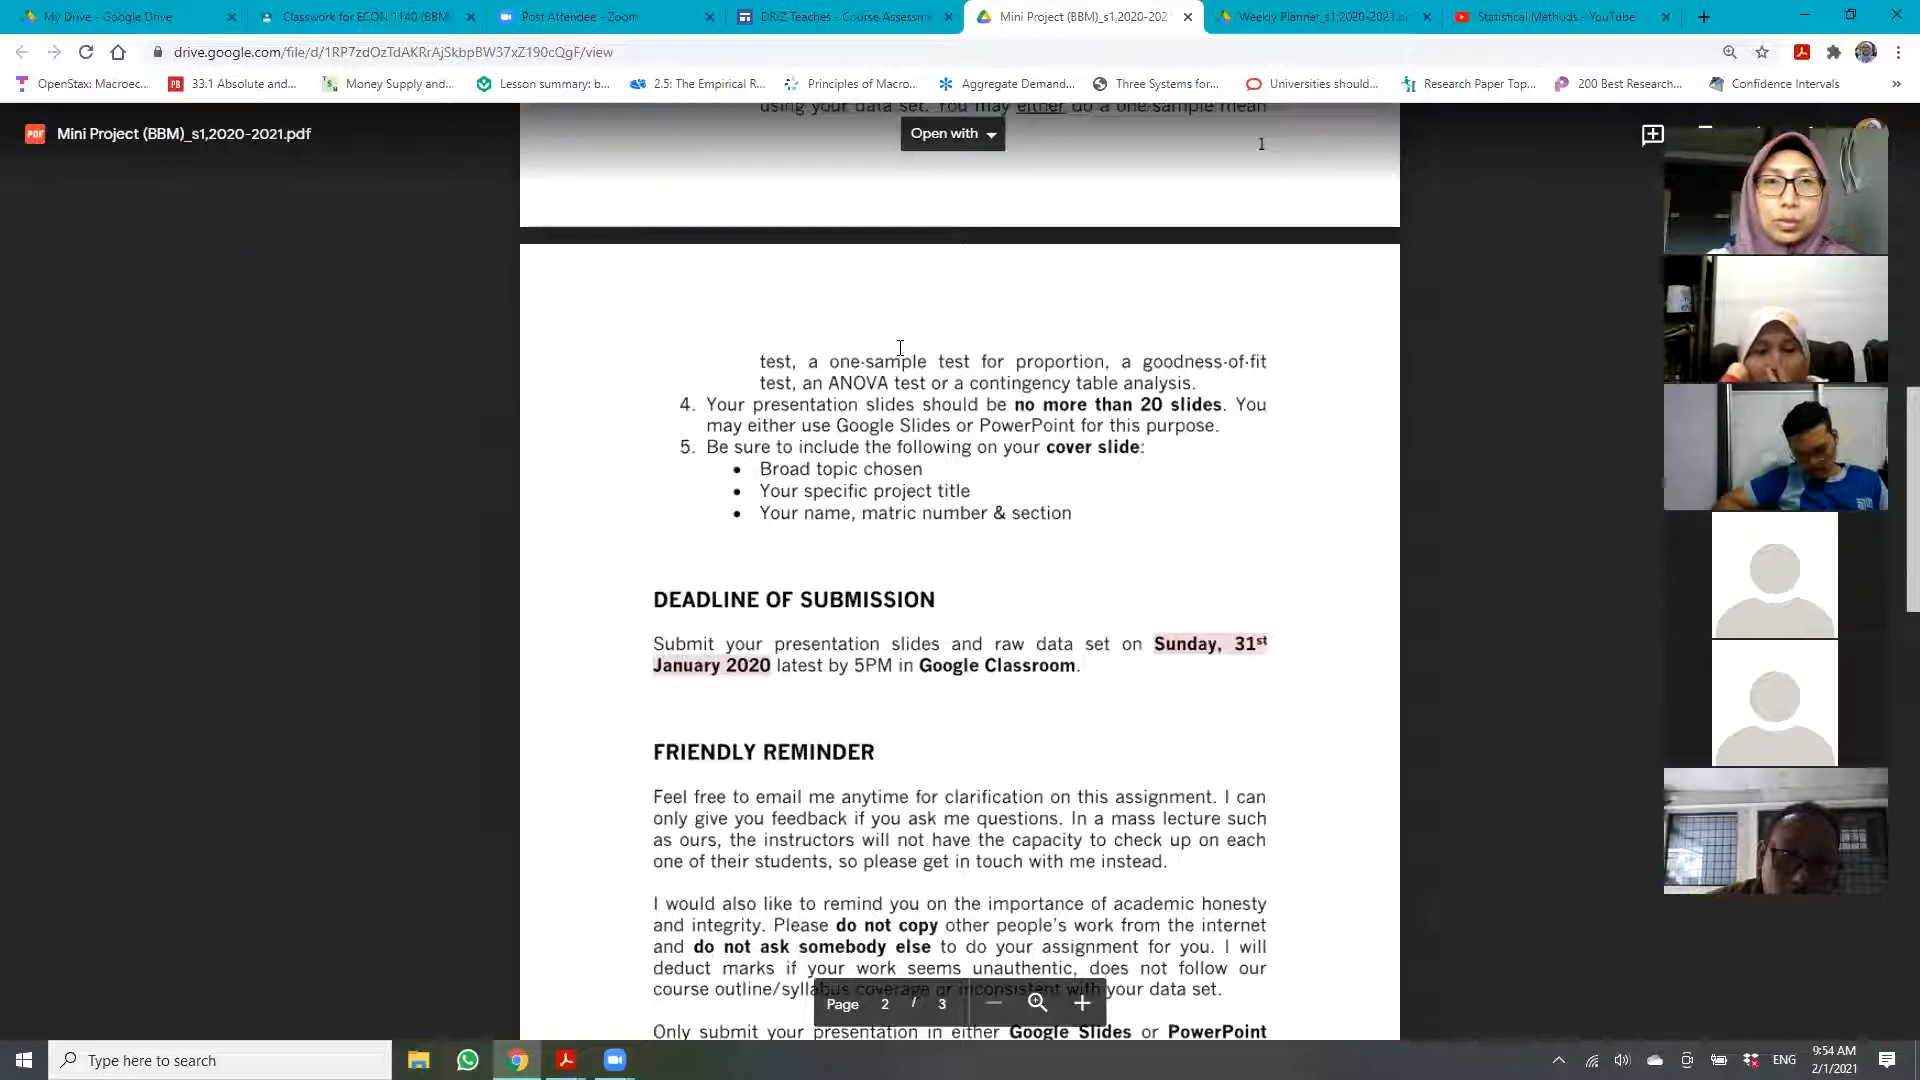 My Drive - Google Drive
Classwork for ECON 1140 (BBM
Post Attendee - Zoom
DR/Z Teaches - Course Assessm
Mini Project (BBM)_s1,2020-202
Weekly Planner_s1,2020-2021.p
Statistical Methods - YouTube
drive.google.com/file/d/1RP7zdOzTdAKRrAjSkbpBW37xZ190cQgF/view
OpenStax: Macroec...
33.1 Absolute and...
Money Supply and...
Lesson summary: b...
2.5: The Empirical R...
Principles of Macro...
Aggregate Demand...
Three Systems for...
Universities should...
Research Paper Top...
200 Best Research...
Confidence Intervals
using your data set. You may either do a one-sample mean
PDF Mini Project (BBM)_s1,2020-2021.pdf
Open with
1
test, a one-sample test for proportion, a goodness-of-fit
test, an ANOVA test or a contingency table analysis.
4. Your presentation slides should be no more than 20 slides. You
may either use Google Slides or PowerPoint for this purpose.
5. Be sure to include the following on your cover slide:
• Broad topic chosen
• Your specific project title
• Your name, matric number & section
DEADLINE OF SUBMISSION
Submit your presentation slides and raw data set on Sunday, 31st
January 2020 latest by 5PM in Google Classroom.
FRIENDLY REMINDER
Feel free to email me anytime for clarification on this assignment. I can
only give you feedback if you ask me questions. In a mass lecture such
as ours, the instructors will not have the capacity to check up on each
one of their students, so please get in touch with me instead.
I would also like to remind you on the importance of academic honesty
and integrity. Please do not copy other people's work from the internet
and do not ask somebody else to do your assignment for you. I will
deduct marks if your work seems unauthentic, does not follow our
course outline/syllabus coverage or inconsistent with your data set.
Page 2 / 3
Only submit your presentation in either Google Slides or PowerPoint
Type here to search
ENG
9:54 AM
2/1/2021